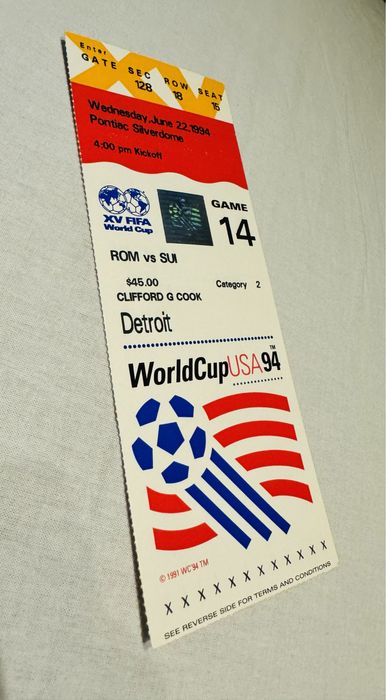 Enter
GATE SEC ROW SEAT
128 18 15
Wednesday, June 22, 1994
Pontiac Silverdome
4:00 pm Kickoff
XV FIFA
World Cup
GAME
14
ROM vs SUI
$45.00 Category 2
CLIFFORD G COOK
Detroit
WorldCupUSA94 TM
© 1991 WC'94 TM
X X X X X X X X X X X
SEE REVERSE SIDE FOR TERMS AND CONDITIONS